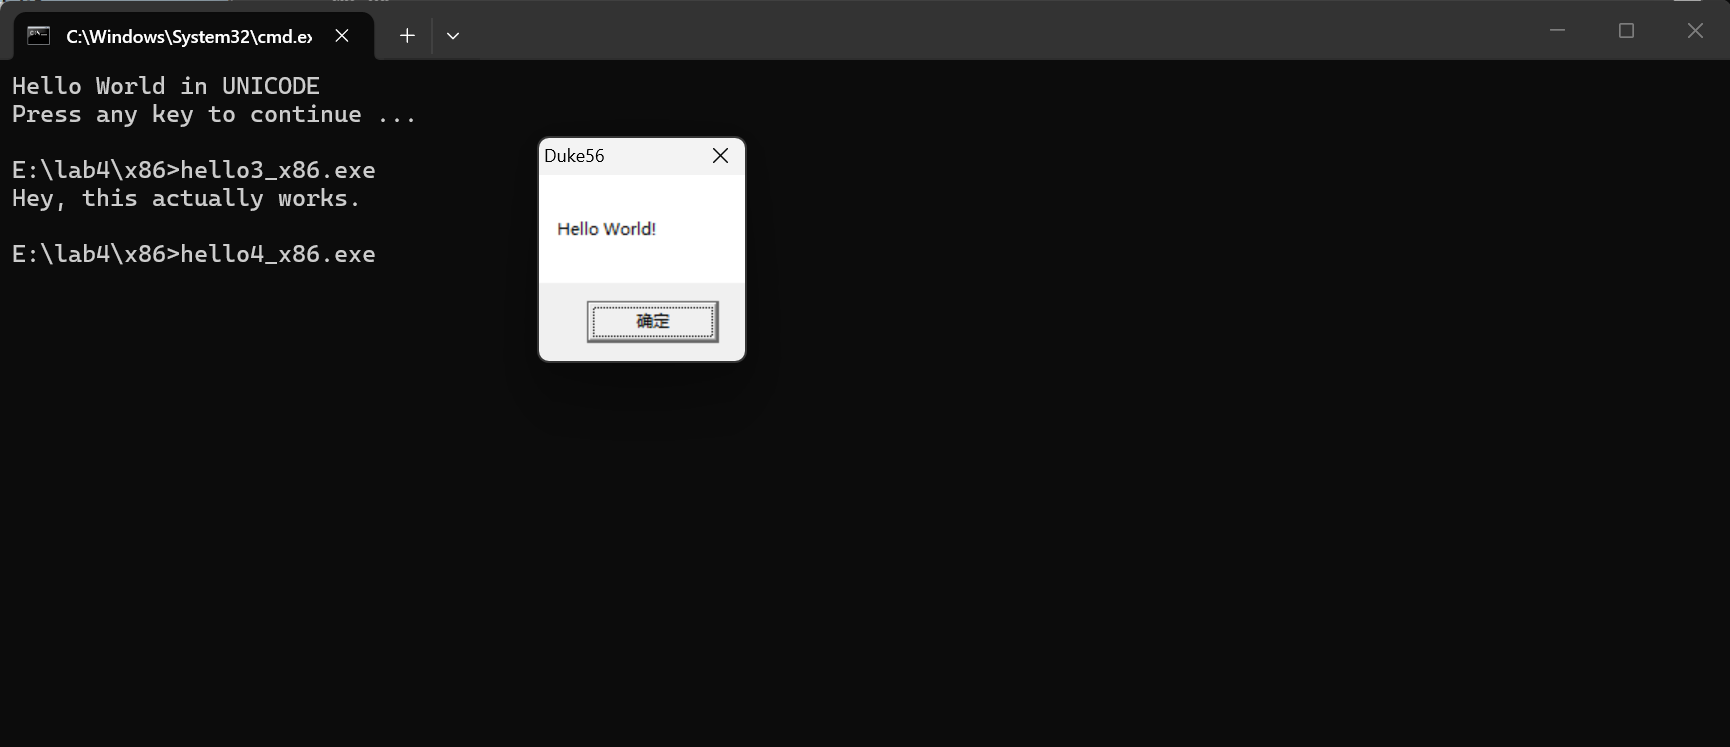 C:\Windows\System32\cmd.ex
Hello World in UNICODE
Press any key to continue ...
E:\lab4\x86>hello3_x86.exe
Hey, this actually works.
E:\lab4\x86>hello4_x86.exe
Duke56
Hello World!
确定